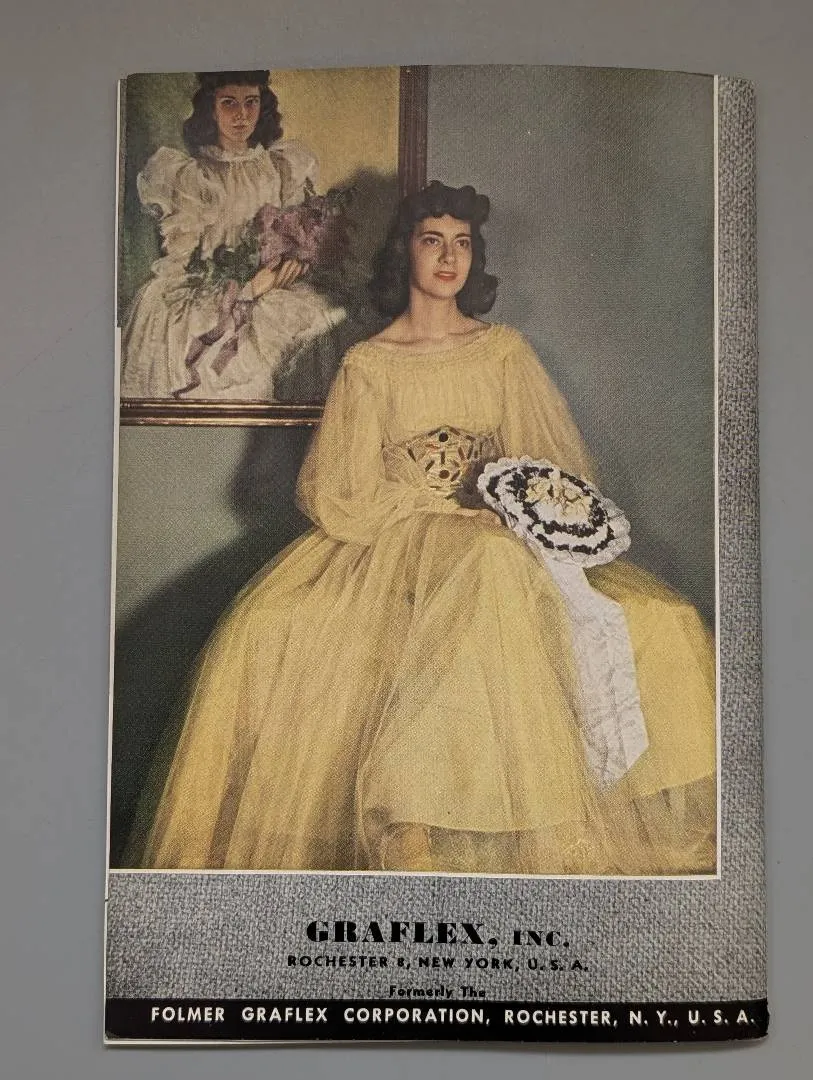 GRAFLEX, INC.
ROCHESTER 8, NEW YORK, U. S. A.
Formerly The
FOLMER GRAFLEX CORPORATION, ROCHESTER, N. Y., U. S. A.